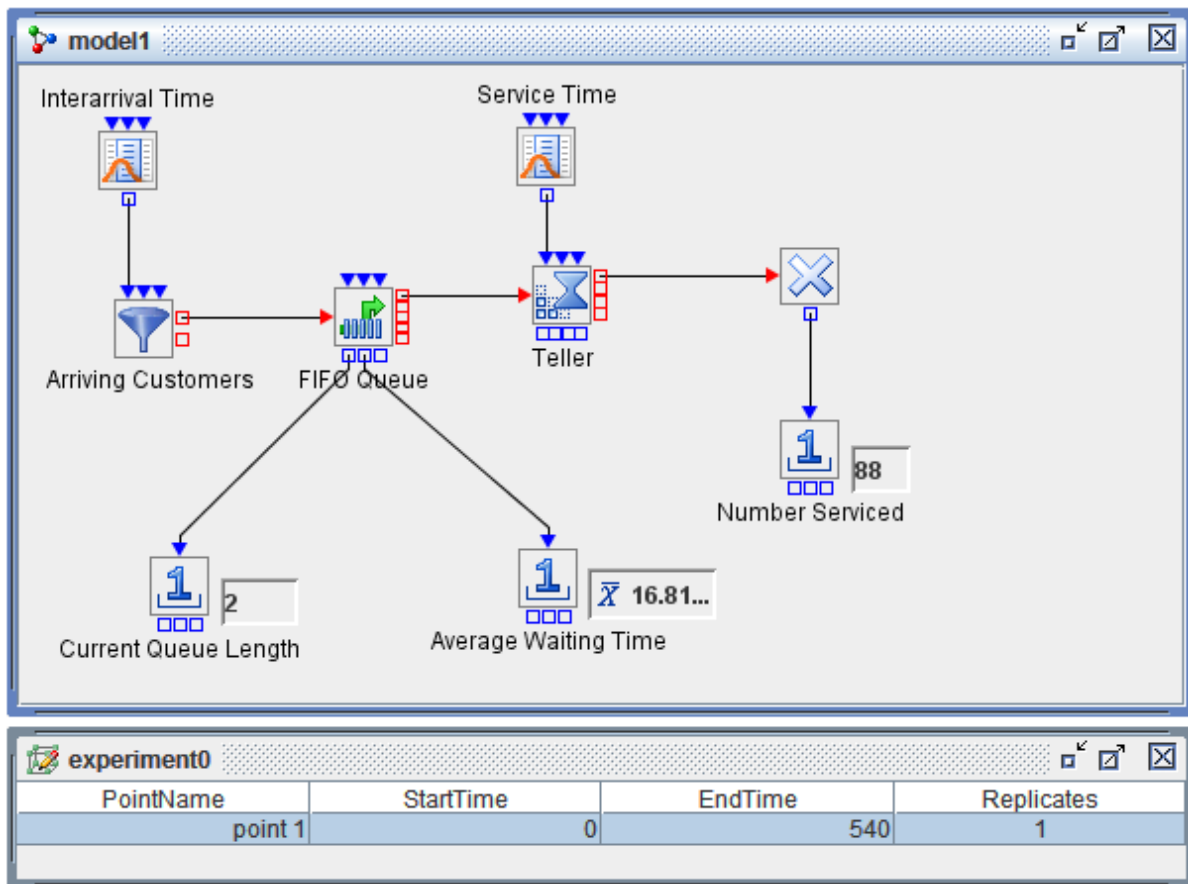 model1
Interarrival Time
Service Time
Arriving Customers
FIFO Queue
Teller
88
Number Serviced
2
Current Queue Length
X̅ 16.81...
Average Waiting Time
experiment0
PointName StartTime EndTime Replicates
point 1 0 540 1